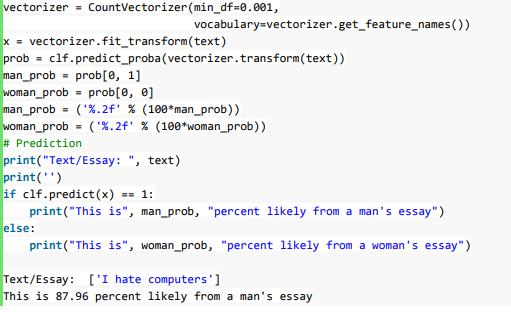 vectorizer = CountVectorizer(min_df=0.001,
                             vocabulary=vectorizer.get_feature_names())
x = vectorizer.fit_transform(text)
prob = clf.predict_proba(vectorizer.transform(text))
man_prob = prob[0, 1]
woman_prob = prob[0, 0]
man_prob = ('%.2f' % (100*man_prob))
woman_prob = ('%.2f' % (100*woman_prob))
# Prediction
print("Text/Essay: ", text)
print('')
if clf.predict(x) == 1:
    print("This is", man_prob, "percent likely from a man's essay")
else:
    print("This is", woman_prob, "percent likely from a woman's essay")
Text/Essay:  ['I hate computers']
This is 87.96 percent likely from a man's essay